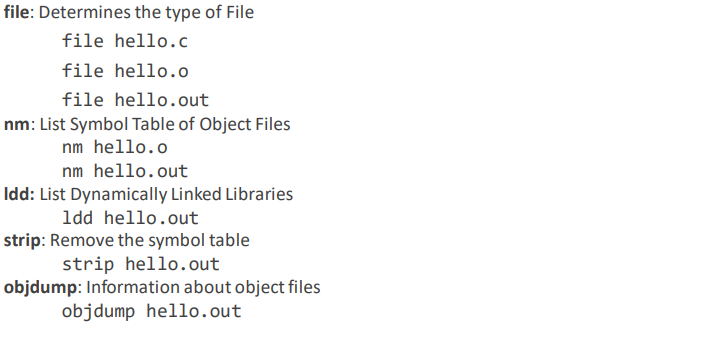 file: Determines the type of File
file hello.c
file hello.o
file hello.out
nm: List Symbol Table of Object Files
nm hello.o
nm hello.out
ldd: List Dynamically Linked Libraries
ldd hello.out
strip: Remove the symbol table
strip hello.out
objdump: Information about object files
objdump hello.out